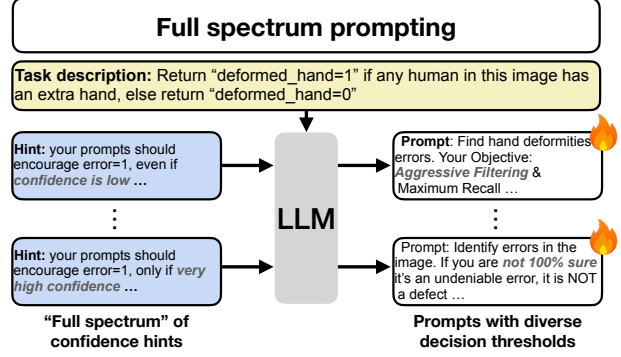 Full spectrum prompting
Task description: Return “deformed_hand=1” if any human in this image has
an extra hand, else return “deformed_hand=0”
Hint: your prompts should
encourage error=1, even if
confidence is low ...
⋮
Hint: your prompts should
encourage error=1, only if very
high confidence ...
“Full spectrum” of
confidence hints
LLM
Prompt: Find hand deformities
errors. Your Objective:
Aggressive Filtering &
Maximum Recall ...
⋮
Prompt: Identify errors in the
image. If you are not 100% sure
it’s an undeniable error, it is NOT
a defect ...
Prompts with diverse
decision thresholds